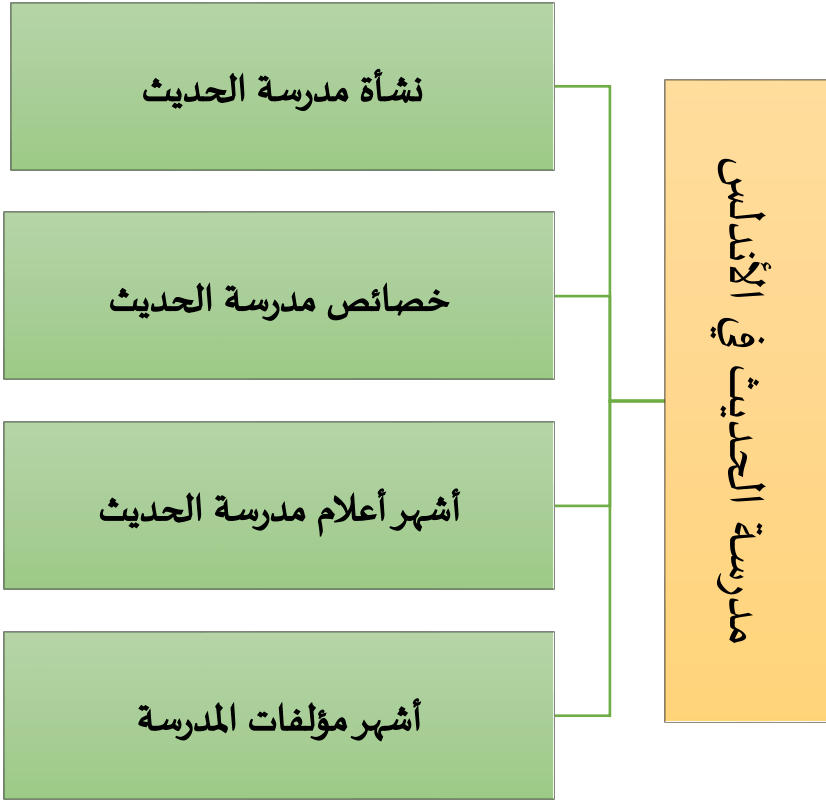 مدرسة الحديث في الأندلس
نشأة مدرسة الحديث
خصائص مدرسة الحديث
أشهر أعلام مدرسة الحديث
أشهر مؤلفات المدرسة